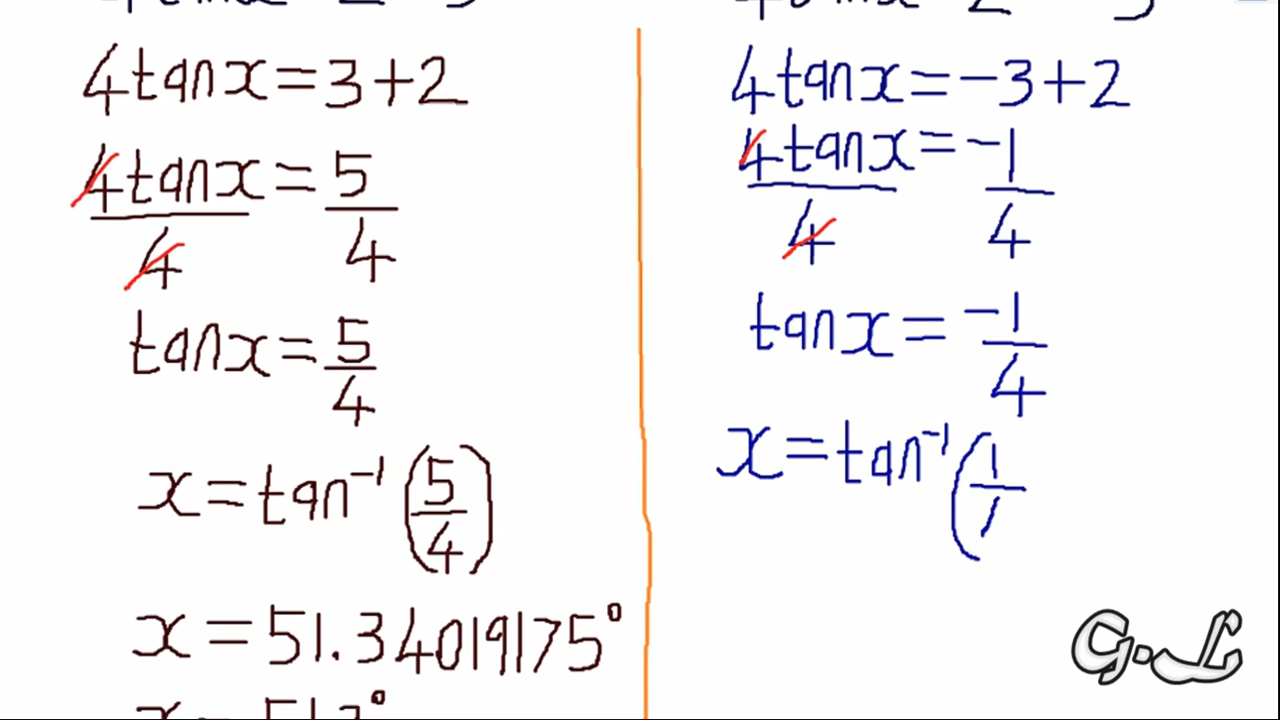 4tanx=3+2
4tanx=5
4 4
tanx=5
4
x=tan⁻¹(5
4)
x=51.34019175°
4tanx=-3+2
4tanx=-1
4 4
tanx=-1
4
x=tan⁻¹(1
G.L